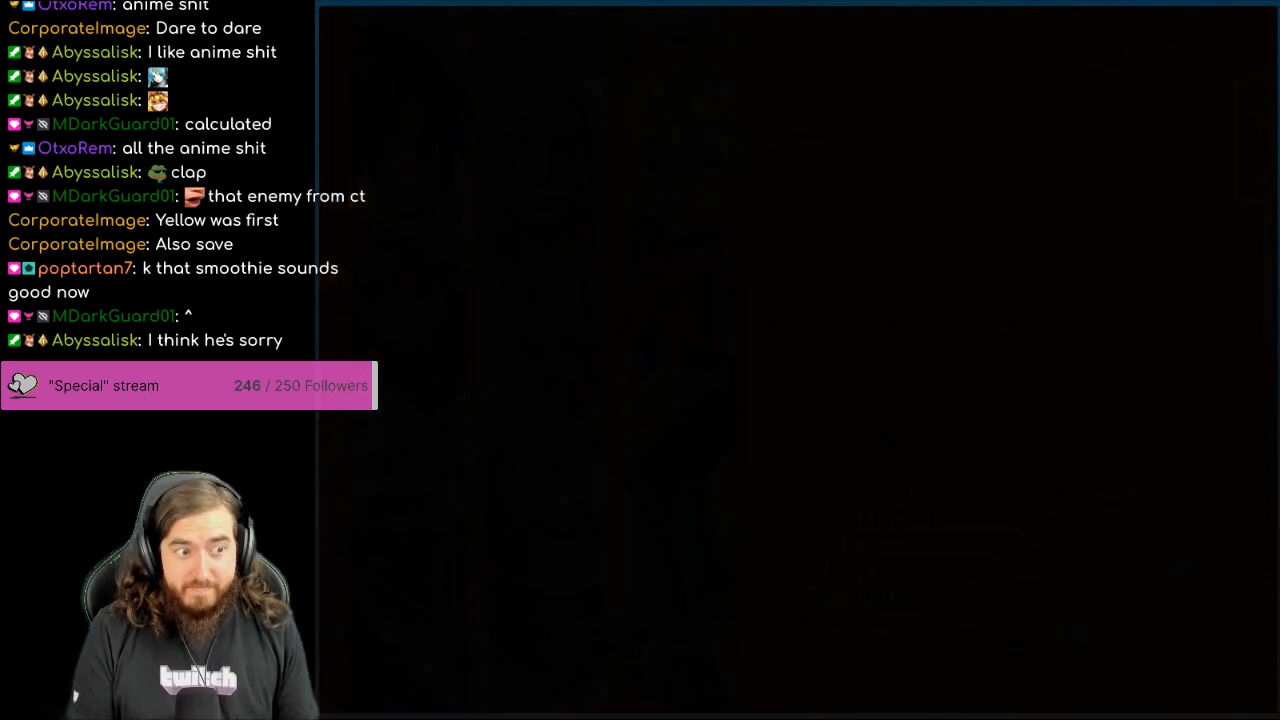 OtxoRem: anime shit
CorporateImage: Dare to dare
Abyssalisk: I like anime shit
Abyssalisk:
Abyssalisk:
MDarkGuard01: calculated
OtxoRem: all the anime shit
Abyssalisk: clap
MDarkGuard01: that enemy from ct
CorporateImage: Yellow was first
CorporateImage: Also save
poptartan7: k that smoothie sounds
good now
MDarkGuard01: ^
Abyssalisk: I think he's sorry
"Special" stream 246 / 250 Followers
twitch